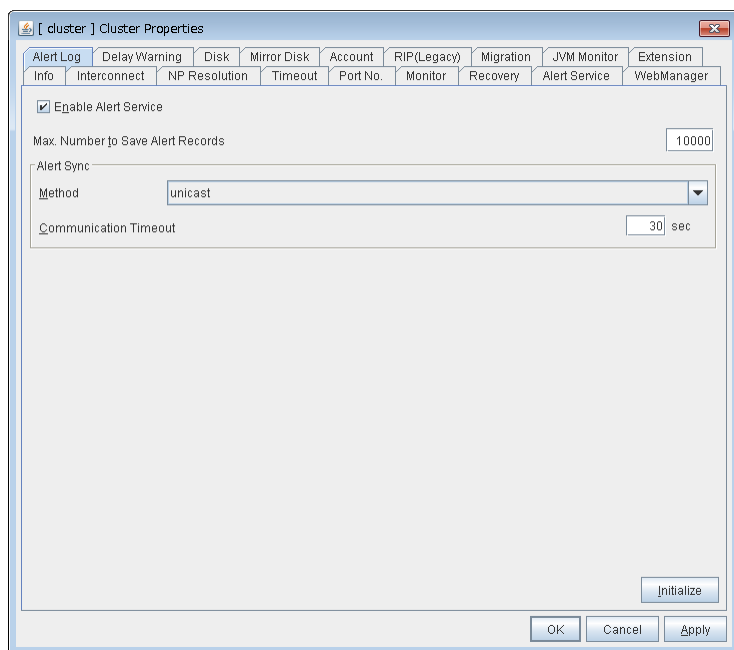 [ cluster ] Cluster Properties
Alert Log Delay Warning Disk Mirror Disk Account RIP(Legacy) Migration JVM Monitor Extension
Info Interconnect NP Resolution Timeout Port No. Monitor Recovery Alert Service WebManager
Enable Alert Service
Max. Number to Save Alert Records 10000
Alert Sync
Method unicast
Communication Timeout 30 sec
Initialize
OK Cancel Apply